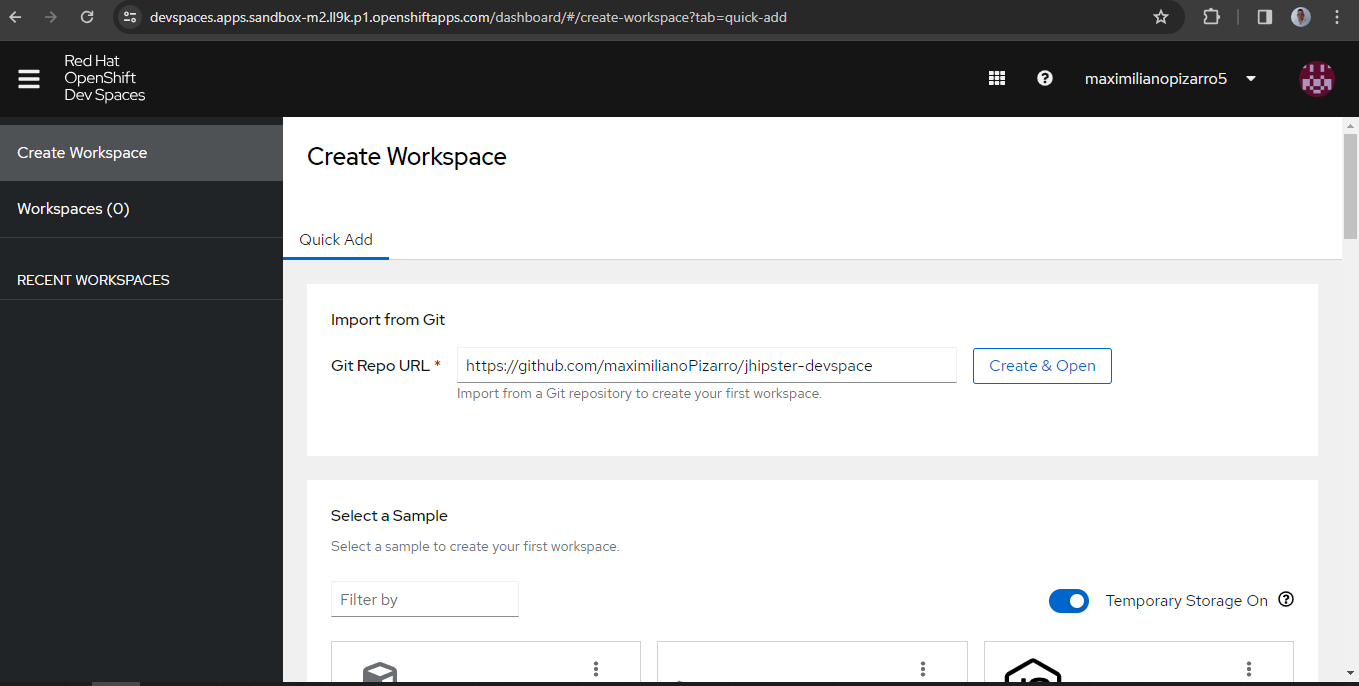 devspaces.apps.sandbox-m2.ll9k.p1.openshiftapps.com/dashboard/#/create-workspace?tab=quick-add
Red Hat
OpenShift
Dev Spaces
maximilianopizarro5
Create Workspace
Workspaces (0)
RECENT WORKSPACES
Create Workspace
Quick Add
Import from Git
Git Repo URL * https://github.com/maximilianoPizarro/jhipster-devspace Create & Open
Import from a Git repository to create your first workspace.
Select a Sample
Select a sample to create your first workspace.
Filter by Temporary Storage On